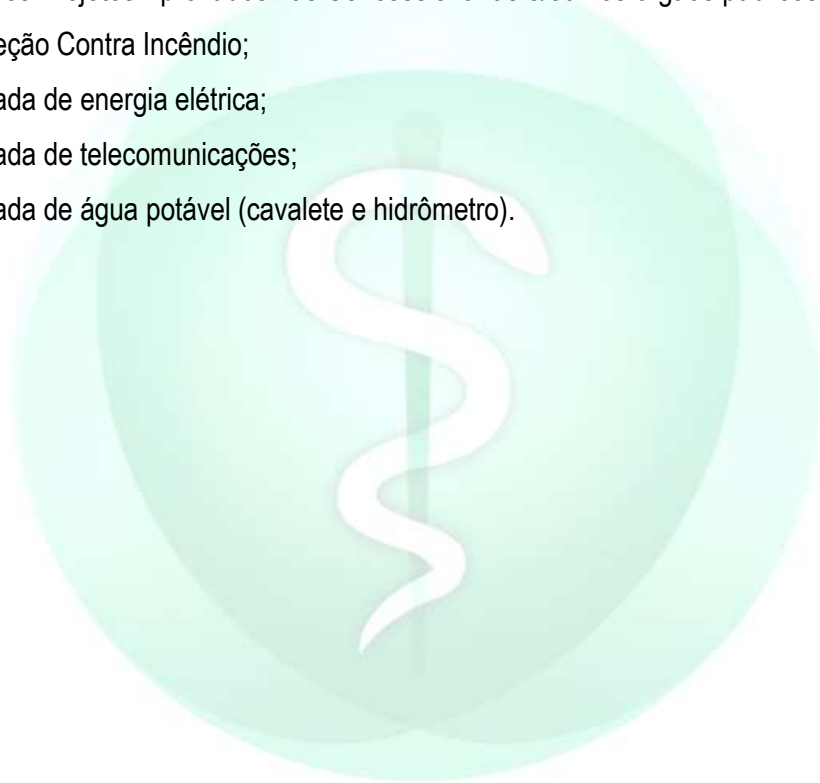 eção Contra Incêndio;
ada de energia elétrica;
ada de telecomunicações;
ada de água potável (cavalete e hidrômetro).